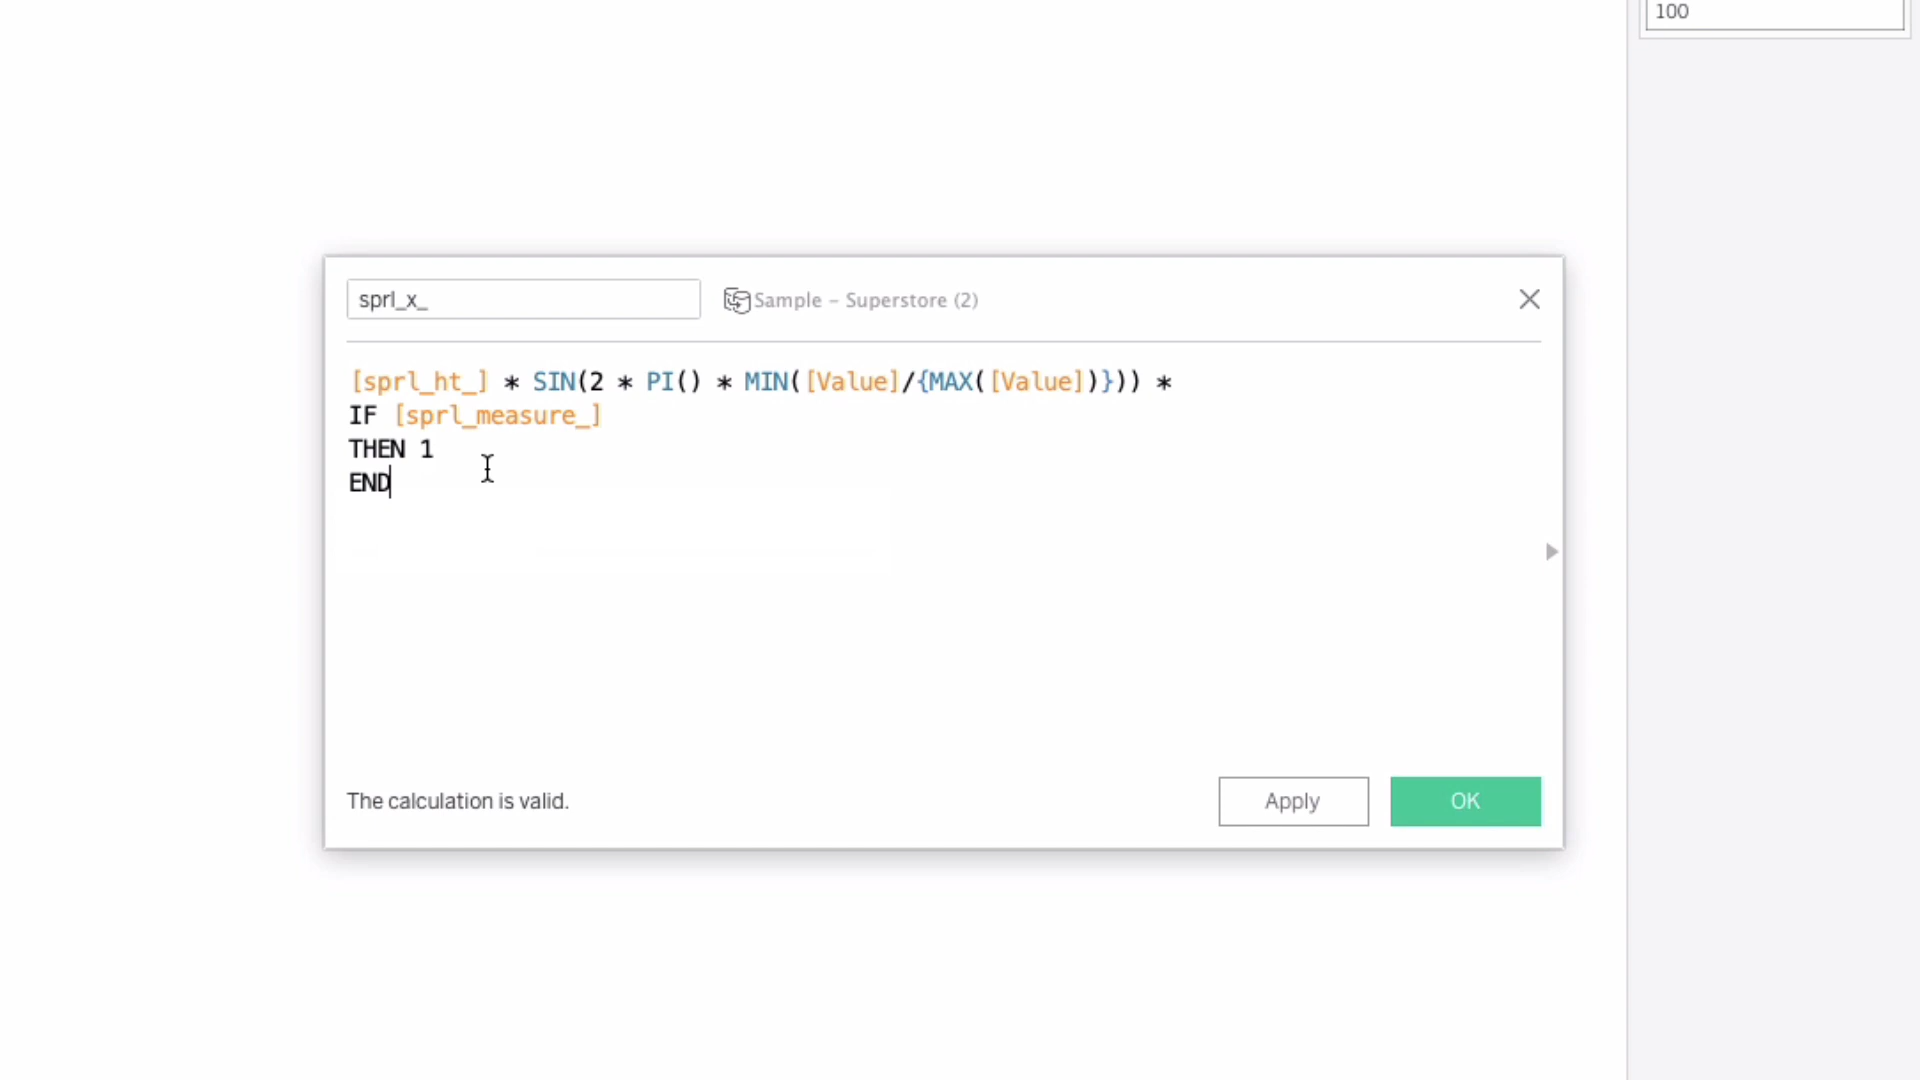 100
sprl_x_
Sample – Superstore (2)
[sprl_ht_] * SIN(2 * PI() * MIN([Value]/{MAX([Value])})) *
IF [sprl_measure_]
THEN 1
END
The calculation is valid.
Apply
OK